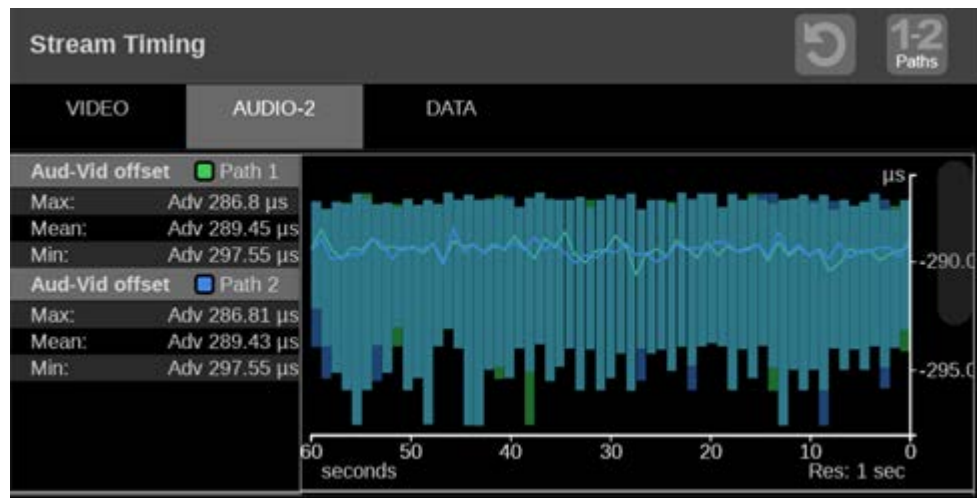 Stream Timing
1-2
Paths
VIDEO
AUDIO-2
DATA
Aud-Vid offset Path 1
Max: Adv 286.8 µs
Mean: Adv 289.45 µs
Min: Adv 297.55 µs
Aud-Vid offset Path 2
Max: Adv 286.81 µs
Mean: Adv 289.43 µs
Min: Adv 297.55 µs
µs
-290.0
-295.0
60 50 40 30 20 10 0
seconds
Res: 1 sec